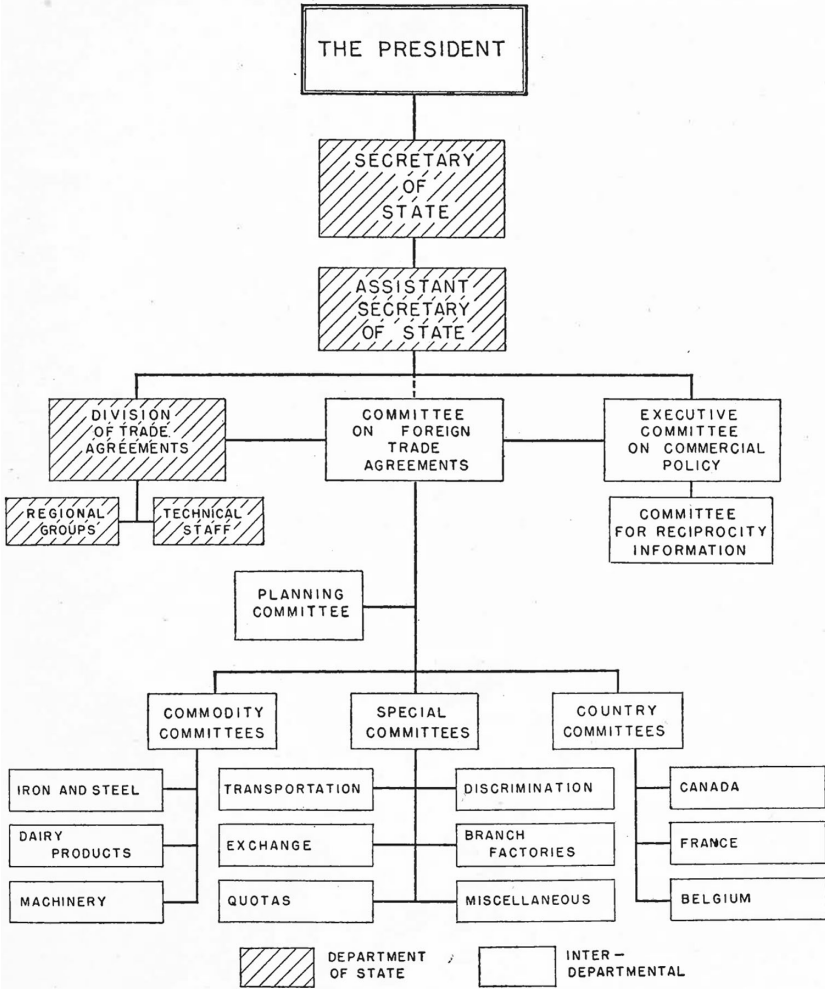 THE PRESIDENT
SECRETARY
OF
STATE
ASSISTANT
SECRETARY
OF STATE
DIVISION
OF TRADE
AGREEMENTS
COMMITTEE
ON FOREIGN
TRADE
AGREEMENTS
EXECUTIVE
COMMITTEE
ON COMMERCIAL
POLICY
REGIONAL
GROUPS
TECHNICAL
STAFF
COMMITTEE
FOR RECIPROCITY
INFORMATION
PLANNING
COMMITTEE
COMMODITY
COMMITTEES
SPECIAL
COMMITTEES
COUNTRY
COMMITTEES
IRON AND STEEL
TRANSPORTATION
DISCRIMINATION
CANADA
DAIRY
PRODUCTS
EXCHANGE
BRANCH
FACTORIES
FRANCE
MACHINERY
QUOTAS
MISCELLANEOUS
BELGIUM
DEPARTMENT
OF STATE
INTER-
DEPARTMENTAL